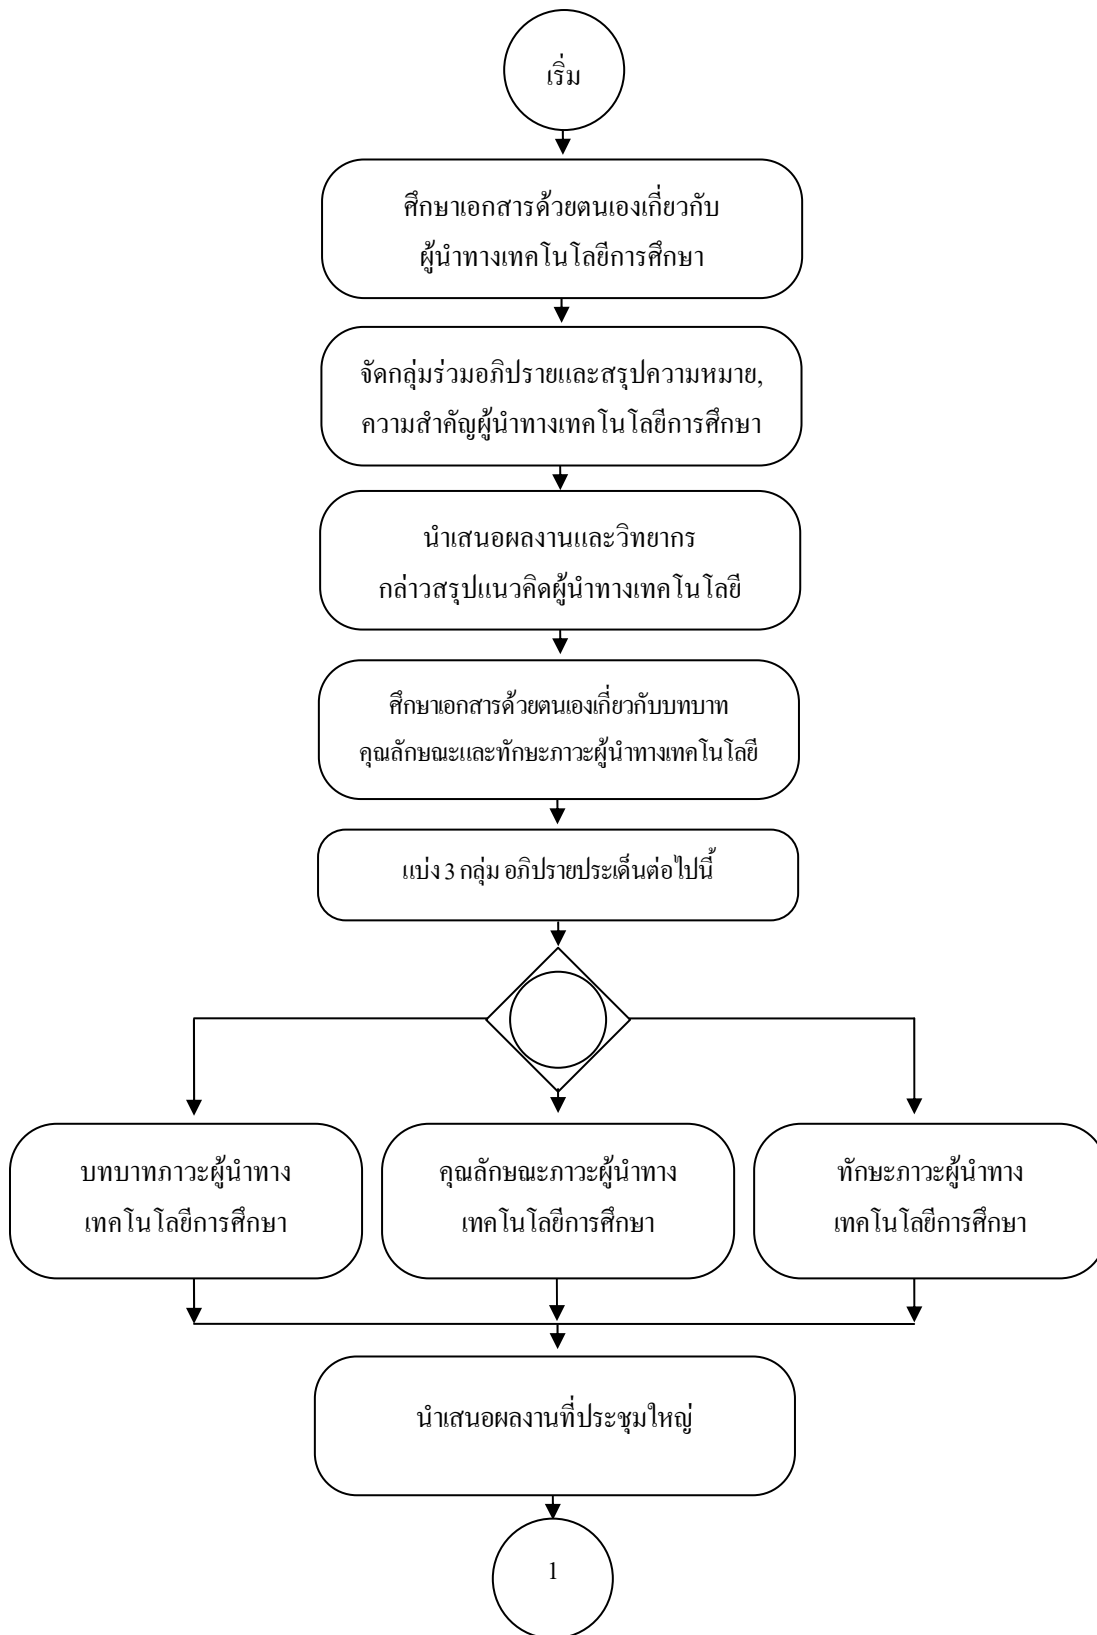 เริ่ม
ศึกษาเอกสารด้วยตนเองเกี่ยวกับ
ผู้นำทางเทคโนโลยีการศึกษา
จัดกลุ่มร่วมอภิปรายและสรุปความหมาย,
ความสำคัญผู้นำทางเทคโนโลยีการศึกษา
นำเสนอผลงานและวิทยากร
กล่าวสรุปแนวคิดผู้นำทางเทคโนโลยี
ศึกษาเอกสารด้วยตนเองเกี่ยวกับบทบาท
คุณลักษณะและทักษะภาวะผู้นำทางเทคโนโลยี
แบ่ง 3 กลุ่ม อภิปรายประเด็นต่อไปนี้
บทบาทภาวะผู้นำทาง
เทคโนโลยีการศึกษา
คุณลักษณะภาวะผู้นำทาง
เทคโนโลยีการศึกษา
ทักษะภาวะผู้นำทาง
เทคโนโลยีการศึกษา
นำเสนอผลงานที่ประชุมใหญ่
1